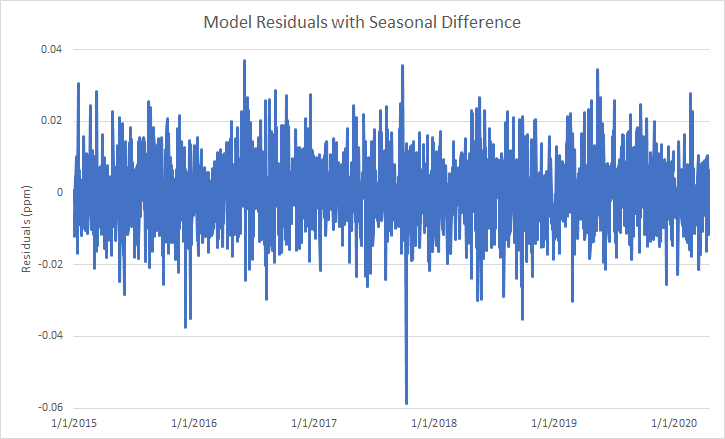 Model Residuals with Seasonal Difference
0.04
0.02
0
-0.02
-0.04
-0.06
Residuals (ppm)
1/1/2015 1/1/2016 1/1/2017 1/1/2018 1/1/2019 1/1/2020